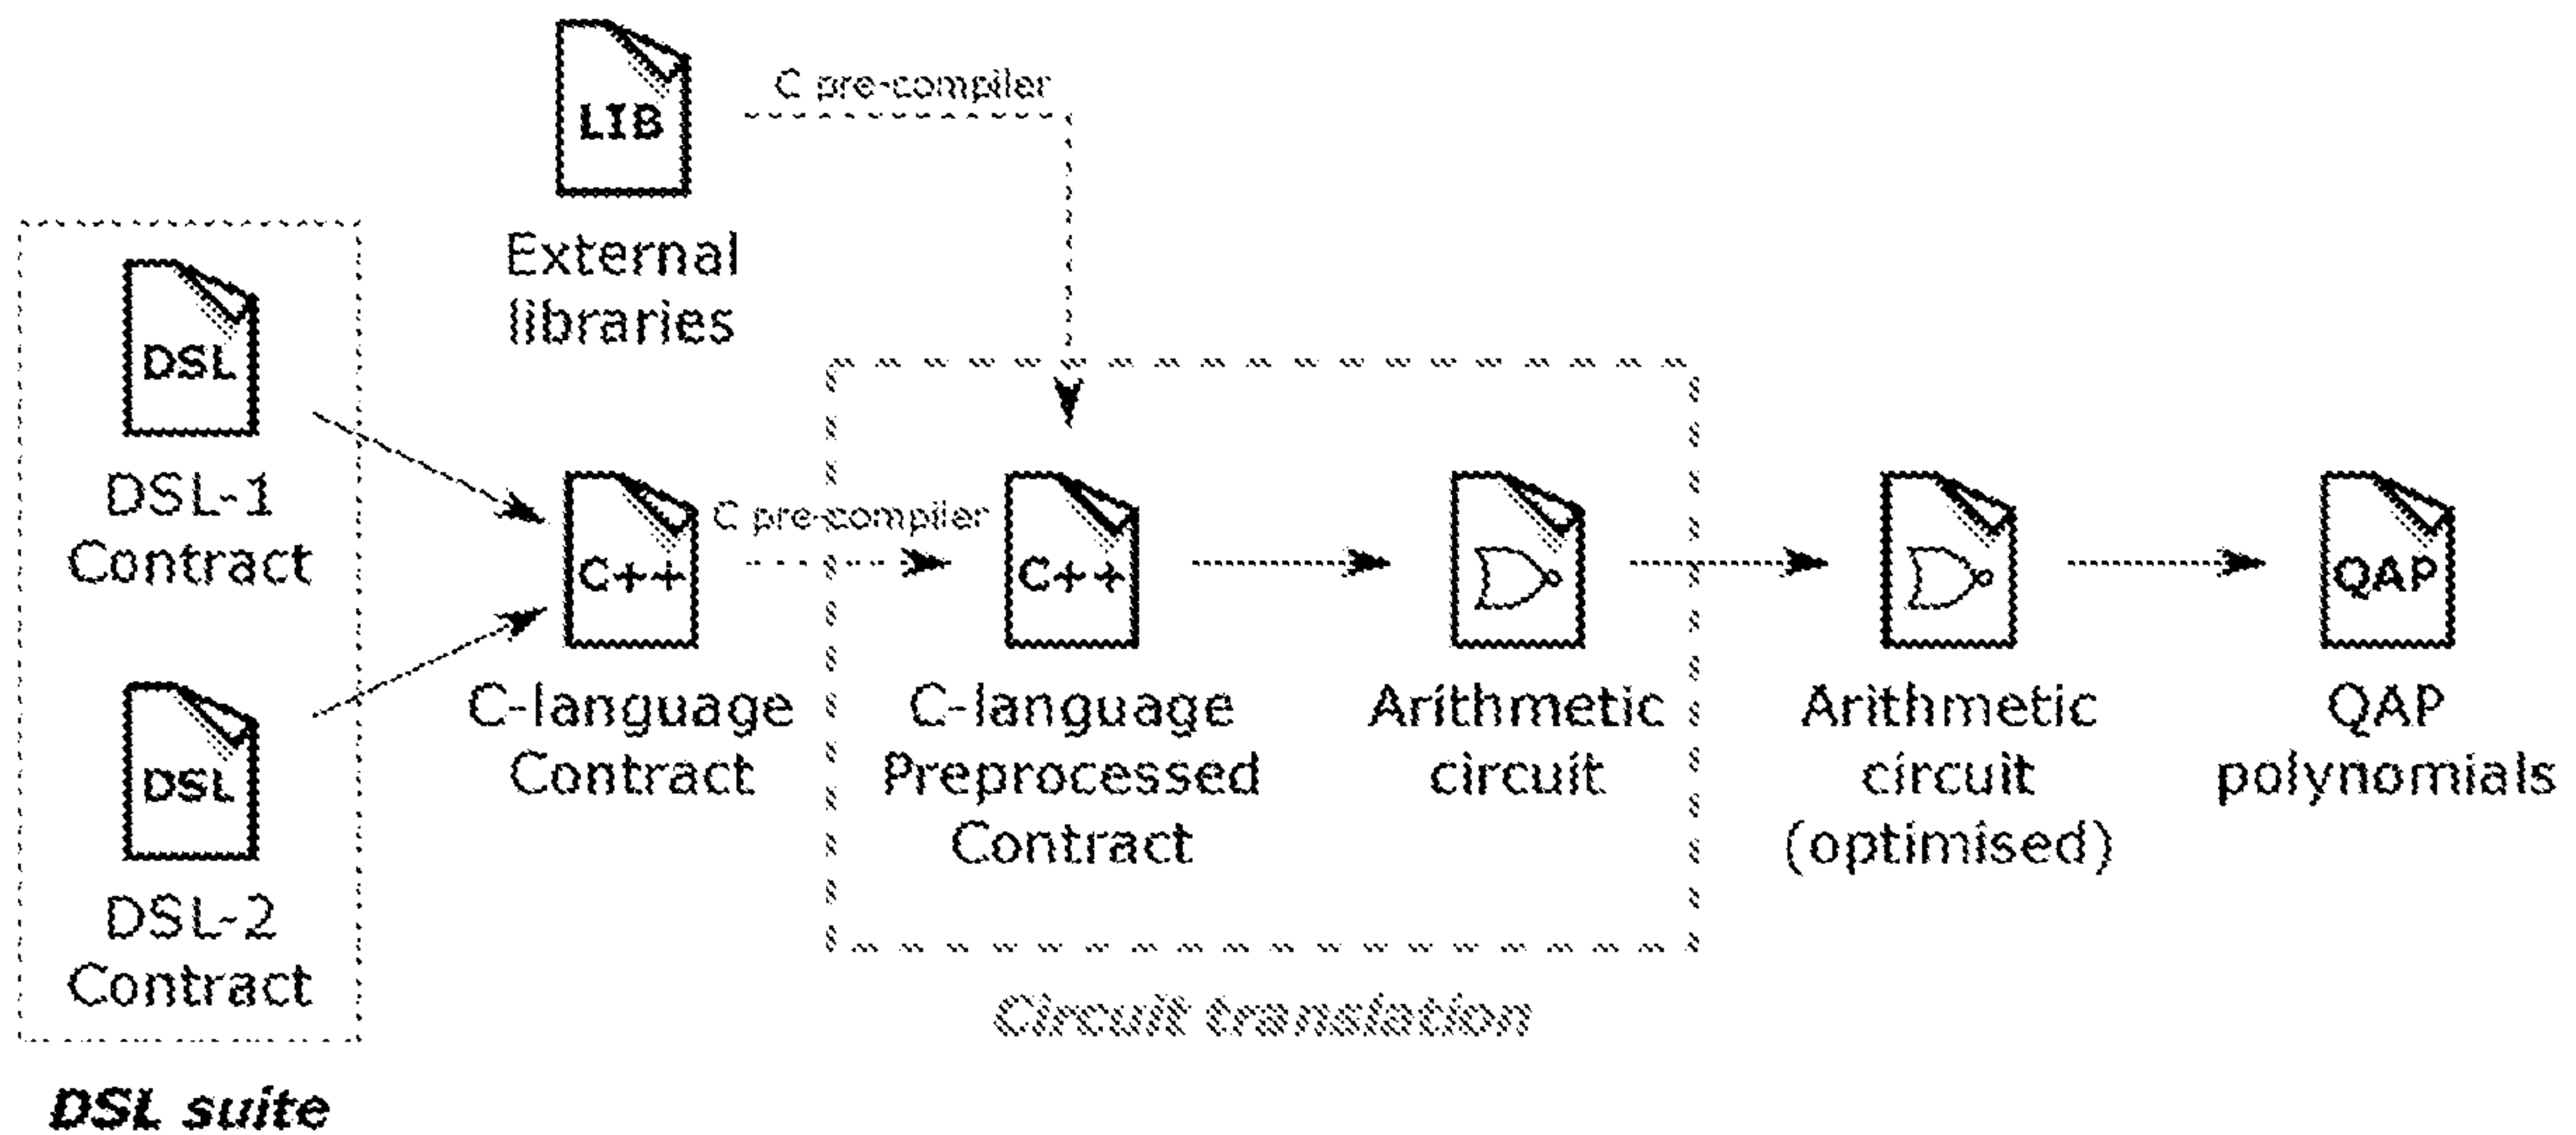 LIB
C pre-compiler
External
libraries
DSL
DSL-1
Contract
DSL
DSL-2
Contract
DSL suite
C++
C-language
Contract
C pre-compiler
C++
C-language
Preprocessed
Contract
Arithmetic
circuit
Circuit translation
Arithmetic
circuit
(optimised)
QAP
QAP
polynomials